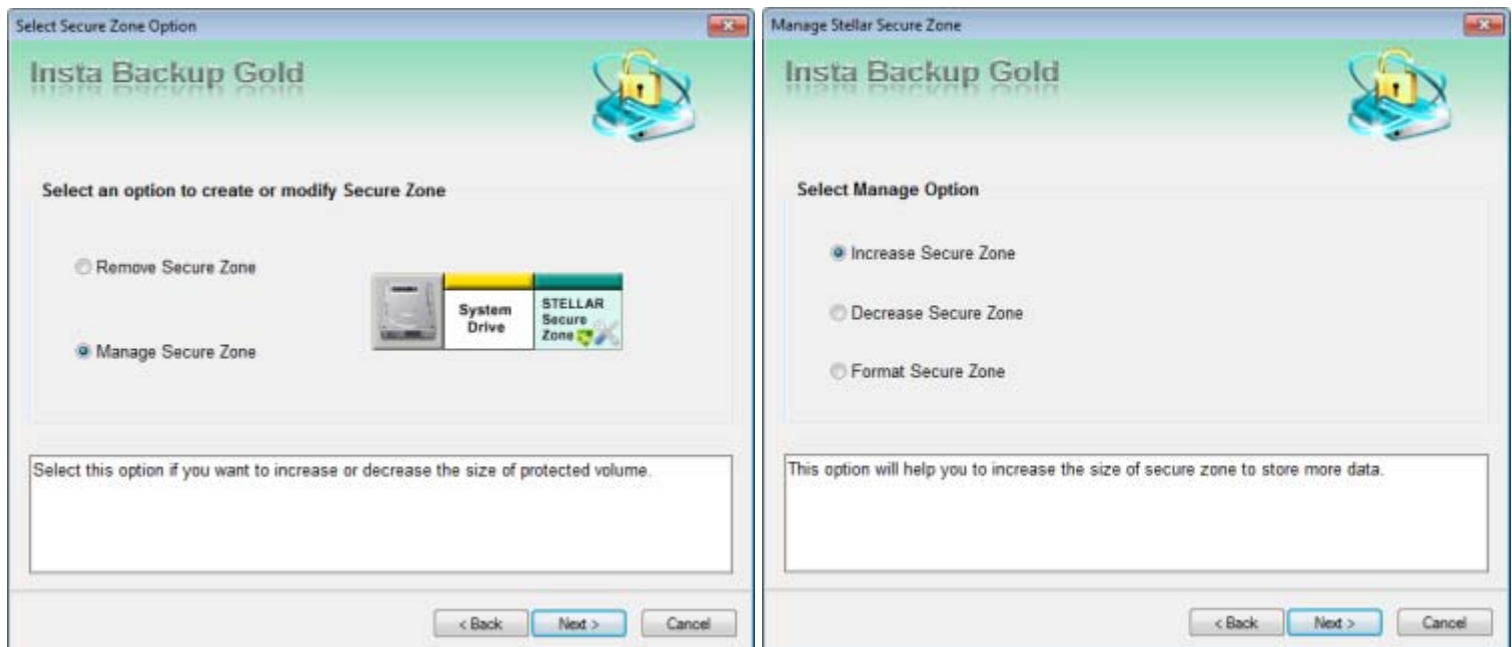 Select Secure Zone Option
Insta Backup Gold
Select an option to create or modify Secure Zone
Remove Secure Zone
Manage Secure Zone
System
Drive
STELLAR
Secure
Zone
Select this option if you want to increase or decrease the size of protected volume.
< Back
Next >
Cancel
Manage Stellar Secure Zone
Insta Backup Gold
Select Manage Option
Increase Secure Zone
Decrease Secure Zone
Format Secure Zone
This option will help you to increase the size of secure zone to store more data.
< Back
Next >
Cancel